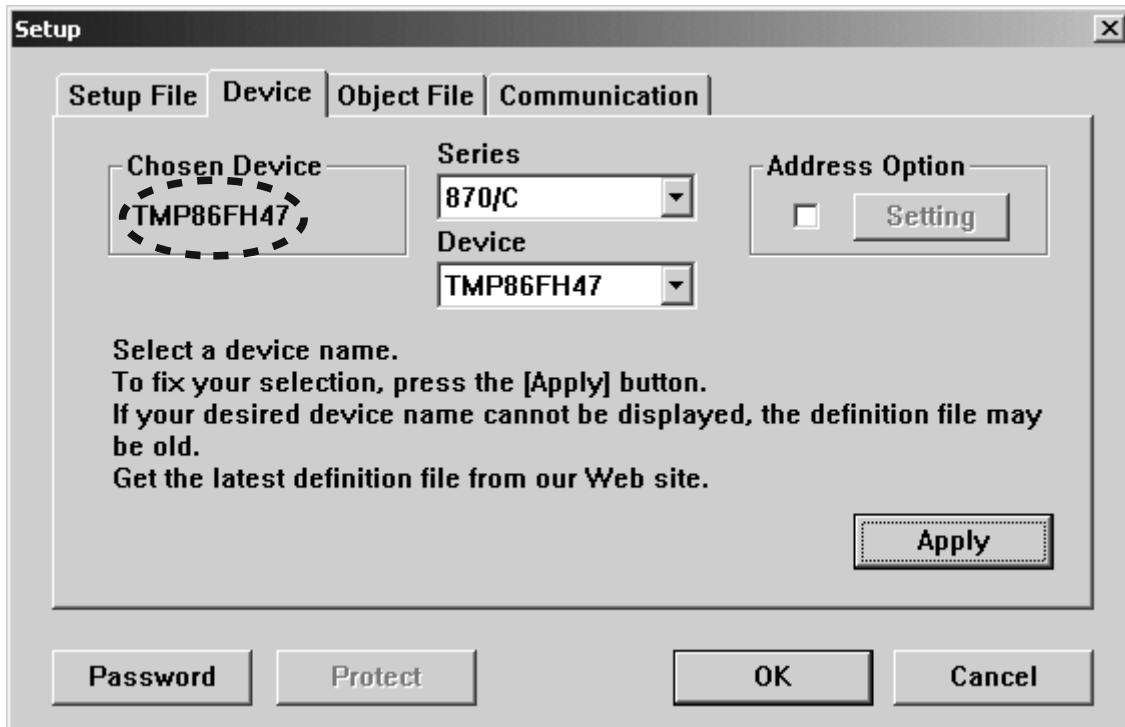 Setup
Setup File Device Object File Communication
Chosen Device
TMP86FH47
Series
870/C
Device
TMP86FH47
Address Option
Setting
Select a device name.
To fix your selection, press the [Apply] button.
If your desired device name cannot be displayed, the definition file may
be old.
Get the latest definition file from our Web site.
Apply
Password Protect OK Cancel